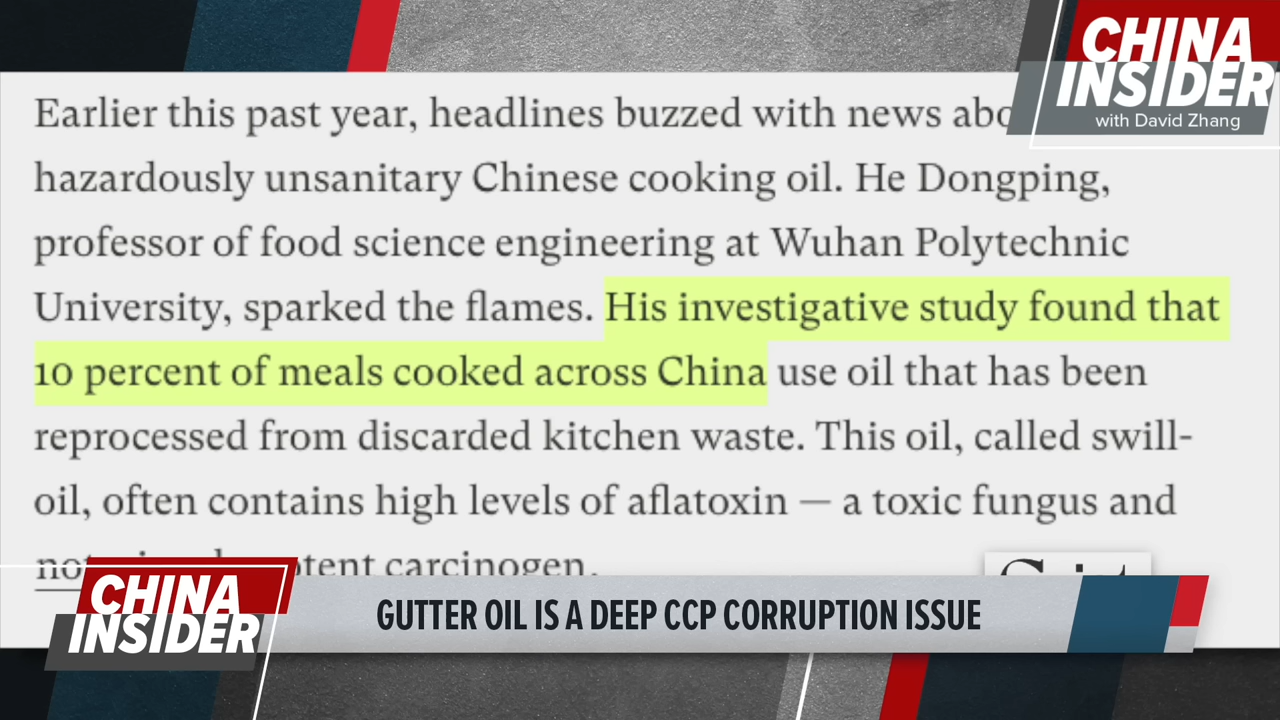 CHINA
INSIDER
with David Zhang
Earlier this past year, headlines buzzed with news
hazardously unsanitary Chinese cooking oil. He Dongping,
professor of food science engineering at Wuhan Polytechnic
University, sparked the flames. His investigative study found that
10 percent of meals cooked across China use oil that has been
reprocessed from discarded kitchen waste. This oil, called swill-
oil, often contains high levels of aflatoxin — a toxic fungus and
carcinogen.
CHINA
INSIDER
GUTTER OIL IS A DEEP CCP CORRUPTION ISSUE